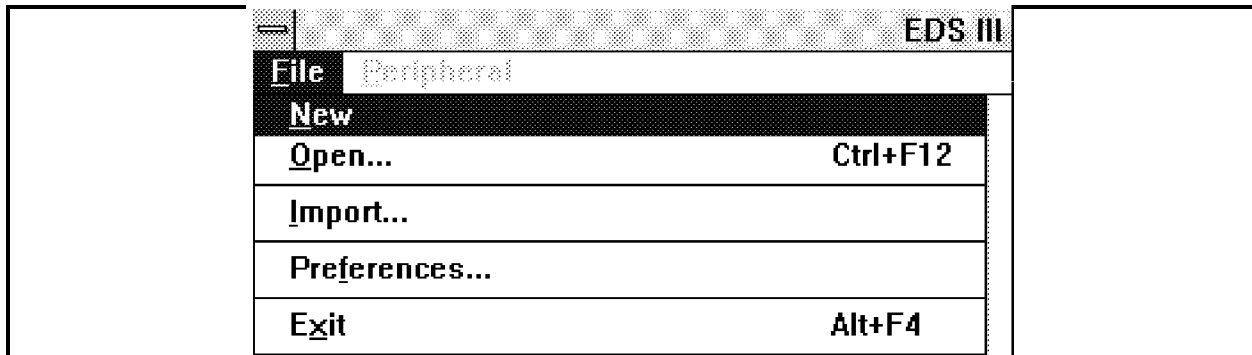 EDS III
File Peripheral
New
Open... Ctrl+F12
Import...
Preferences...
Exit Alt+F4